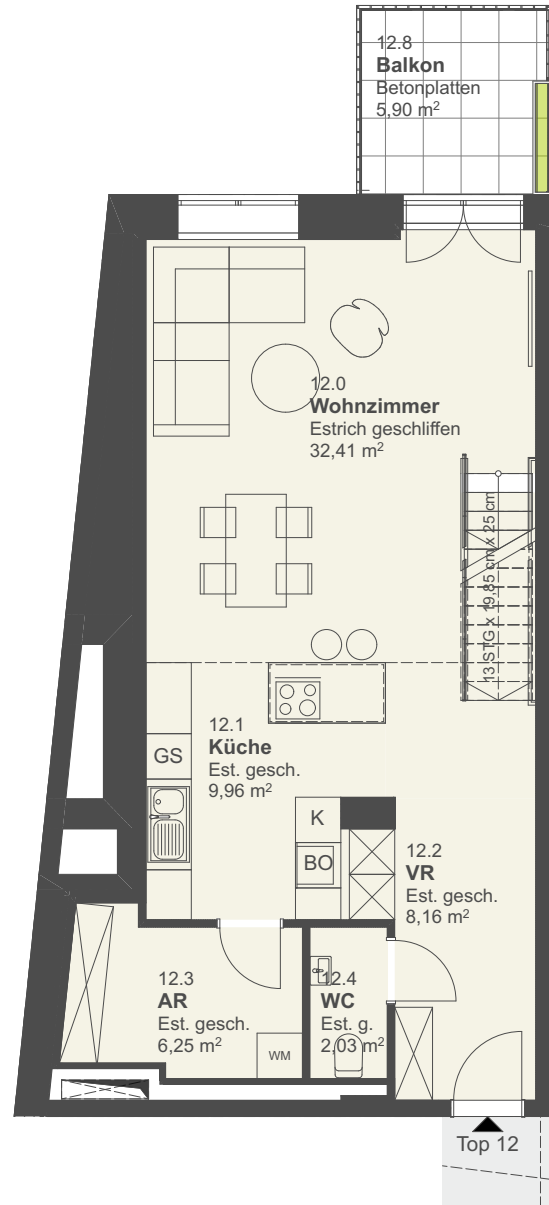 12.8
Balkon
Betonplatten
5,90 m²
12.0
Wohnzimmer
Estrich geschliffen
32,41 m²
13 STG x 19,85 cm x 25 cm
12.1
Küche
Est. gesch.
9,96 m²
GS
K
BO
12.2
VR
Est. gesch.
8,16 m²
12.3
AR
Est. gesch.
6,25 m²
WM
12.4
WC
Est. g.
2,03 m²
Top 12